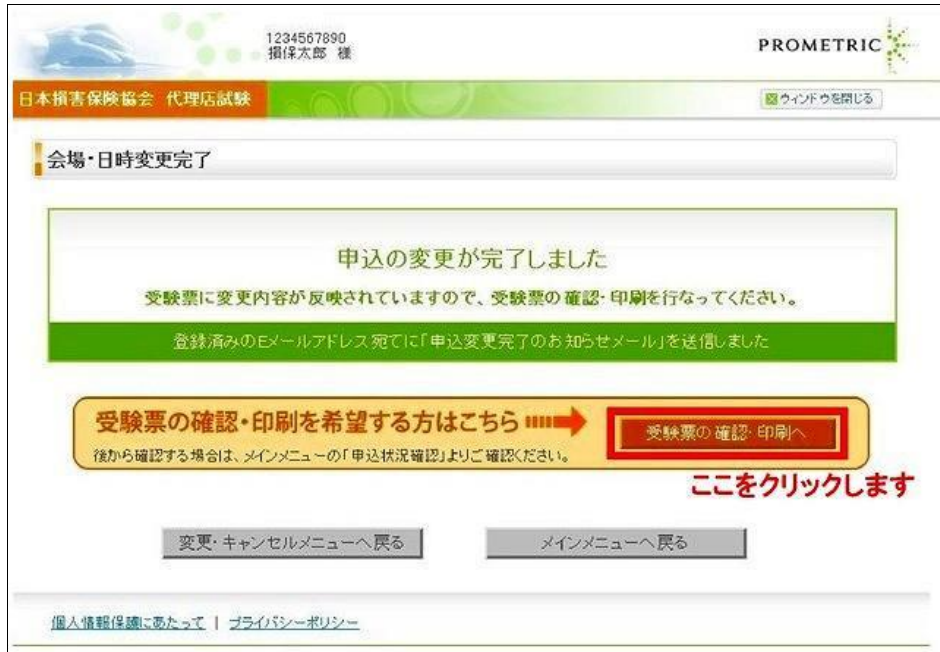 1234567890
損保太郎 様
PROMETRIC
日本損害保険協会 代理店試験
ウィンドウを閉じる
会場・日時変更完了
申込の変更が完了しました
受験票に変更内容が反映されていますので、受験票の確認・印刷を行なってください。
登録済みのEメールアドレス宛てに「申込変更完了のお知らせメール」を送信しました
受験票の確認・印刷を希望する方はこちら
受験票の確認・印刷へ
後から確認する場合は、メインメニューの「申込状況確認」よりご確認ください。
ここをクリックします
変更・キャンセルメニューへ戻る
メインメニューへ戻る
個人情報保護にあたって | プライバシーポリシー